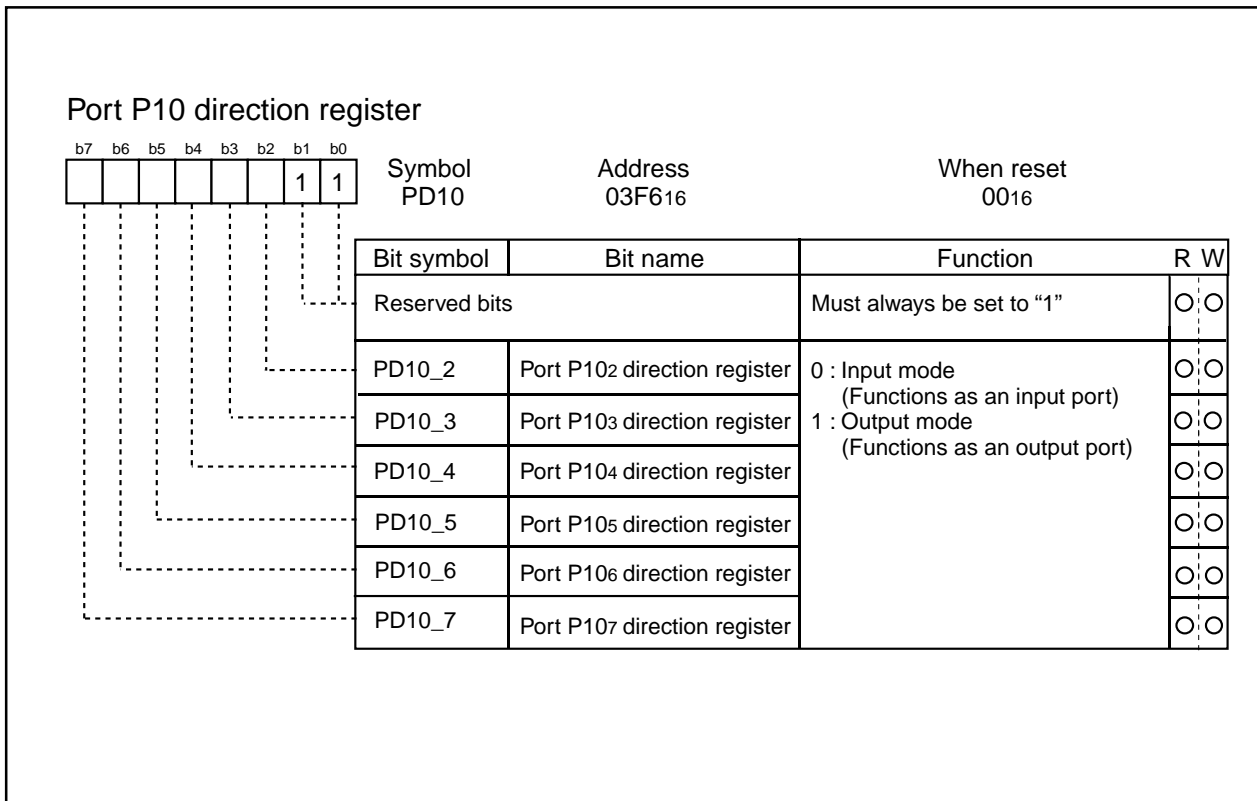 Port P10 direction register
b7 b6 b5 b4 b3 b2 b1 b0
1 1
Symbol Address When reset
PD10 03F616 0016
Bit symbol Bit name Function R W
Reserved bits Must always be set to “1”
PD10_2 Port P102 direction register 0 : Input mode
(Functions as an input port)
PD10_3 Port P103 direction register 1 : Output mode
(Functions as an output port)
PD10_4 Port P104 direction register
PD10_5 Port P105 direction register
PD10_6 Port P106 direction register
PD10_7 Port P107 direction register